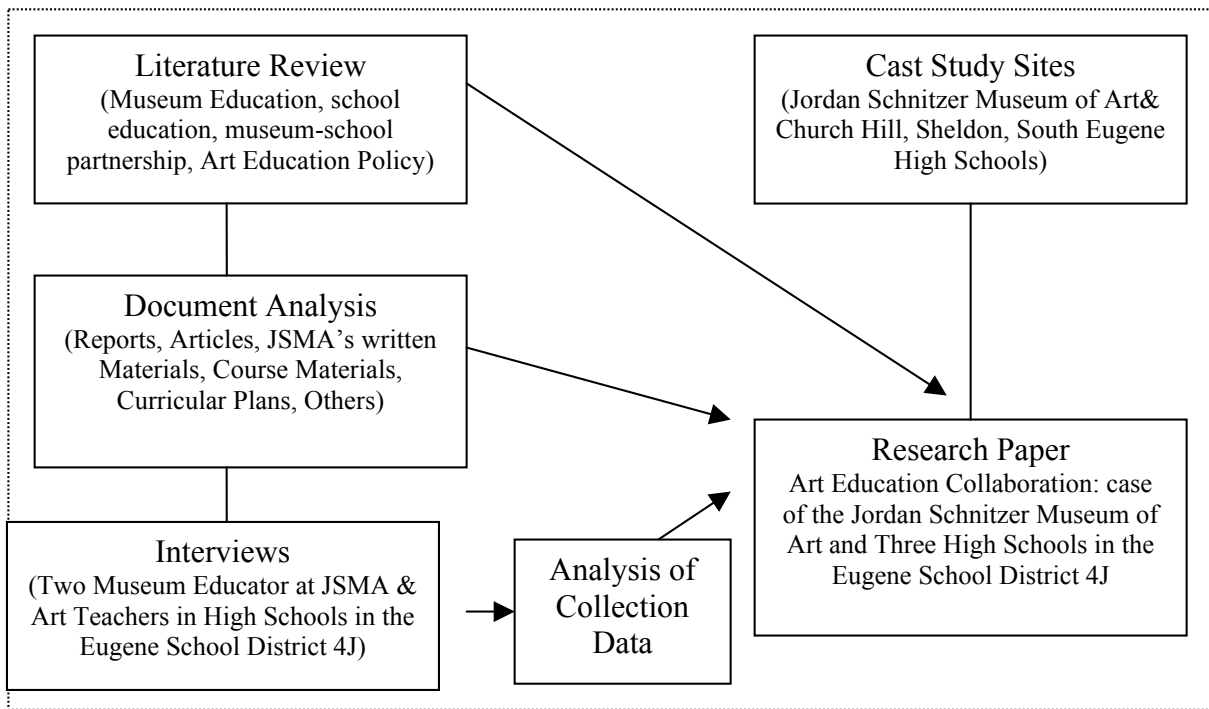 Literature Review
(Museum Education, school
education, museum-school
partnership, Art Education Policy)
Cast Study Sites
(Jordan Schnitzer Museum of Art&
Church Hill, Sheldon, South Eugene
High Schools)
Document Analysis
(Reports, Articles, JSMA’s written
Materials, Course Materials,
Curricular Plans, Others)
Interviews
(Two Museum Educator at JSMA &
Art Teachers in High Schools in the
Eugene School District 4J)
Analysis of
Collection
Data
Research Paper
Art Education Collaboration: case
of the Jordan Schnitzer Museum of
Art and Three High Schools in the
Eugene School District 4J